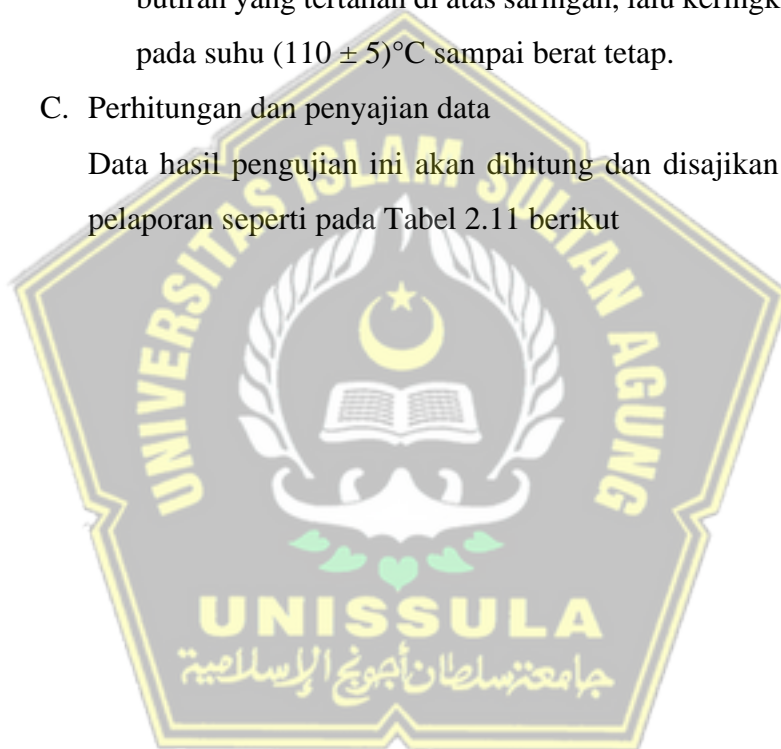 butiran yang tertahan di atas saringan, lalu keringk
pada suhu (110 ± 5)°C sampai berat tetap.
C. Perhitungan dan penyajian data
Data hasil pengujian ini akan dihitung dan disajikan
pelaporan seperti pada Tabel 2.11 berikut
UNIVERSITAS ISLAM SULTAN AGUNG
UNISSULA
جامعة سلطان أجونج الإسلامية